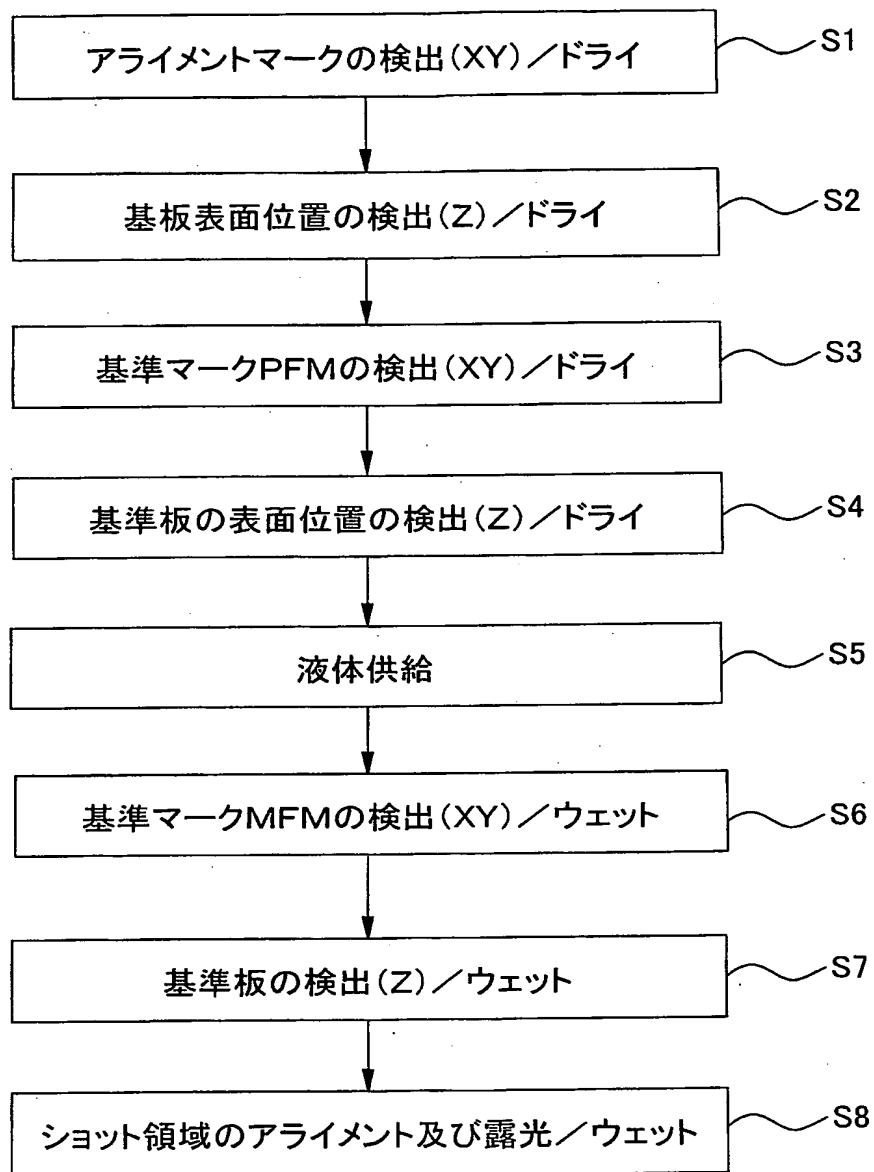 アライメントマークの検出(XY)／ドライ S1
基板表面位置の検出(Z)／ドライ S2
基準マークPFMの検出(XY)／ドライ S3
基準板の表面位置の検出(Z)／ドライ S4
液体供給 S5
基準マークMFMの検出(XY)／ウェット S6
基準板の検出(Z)／ウェット S7
ショット領域のアライメント及び露光／ウェット S8